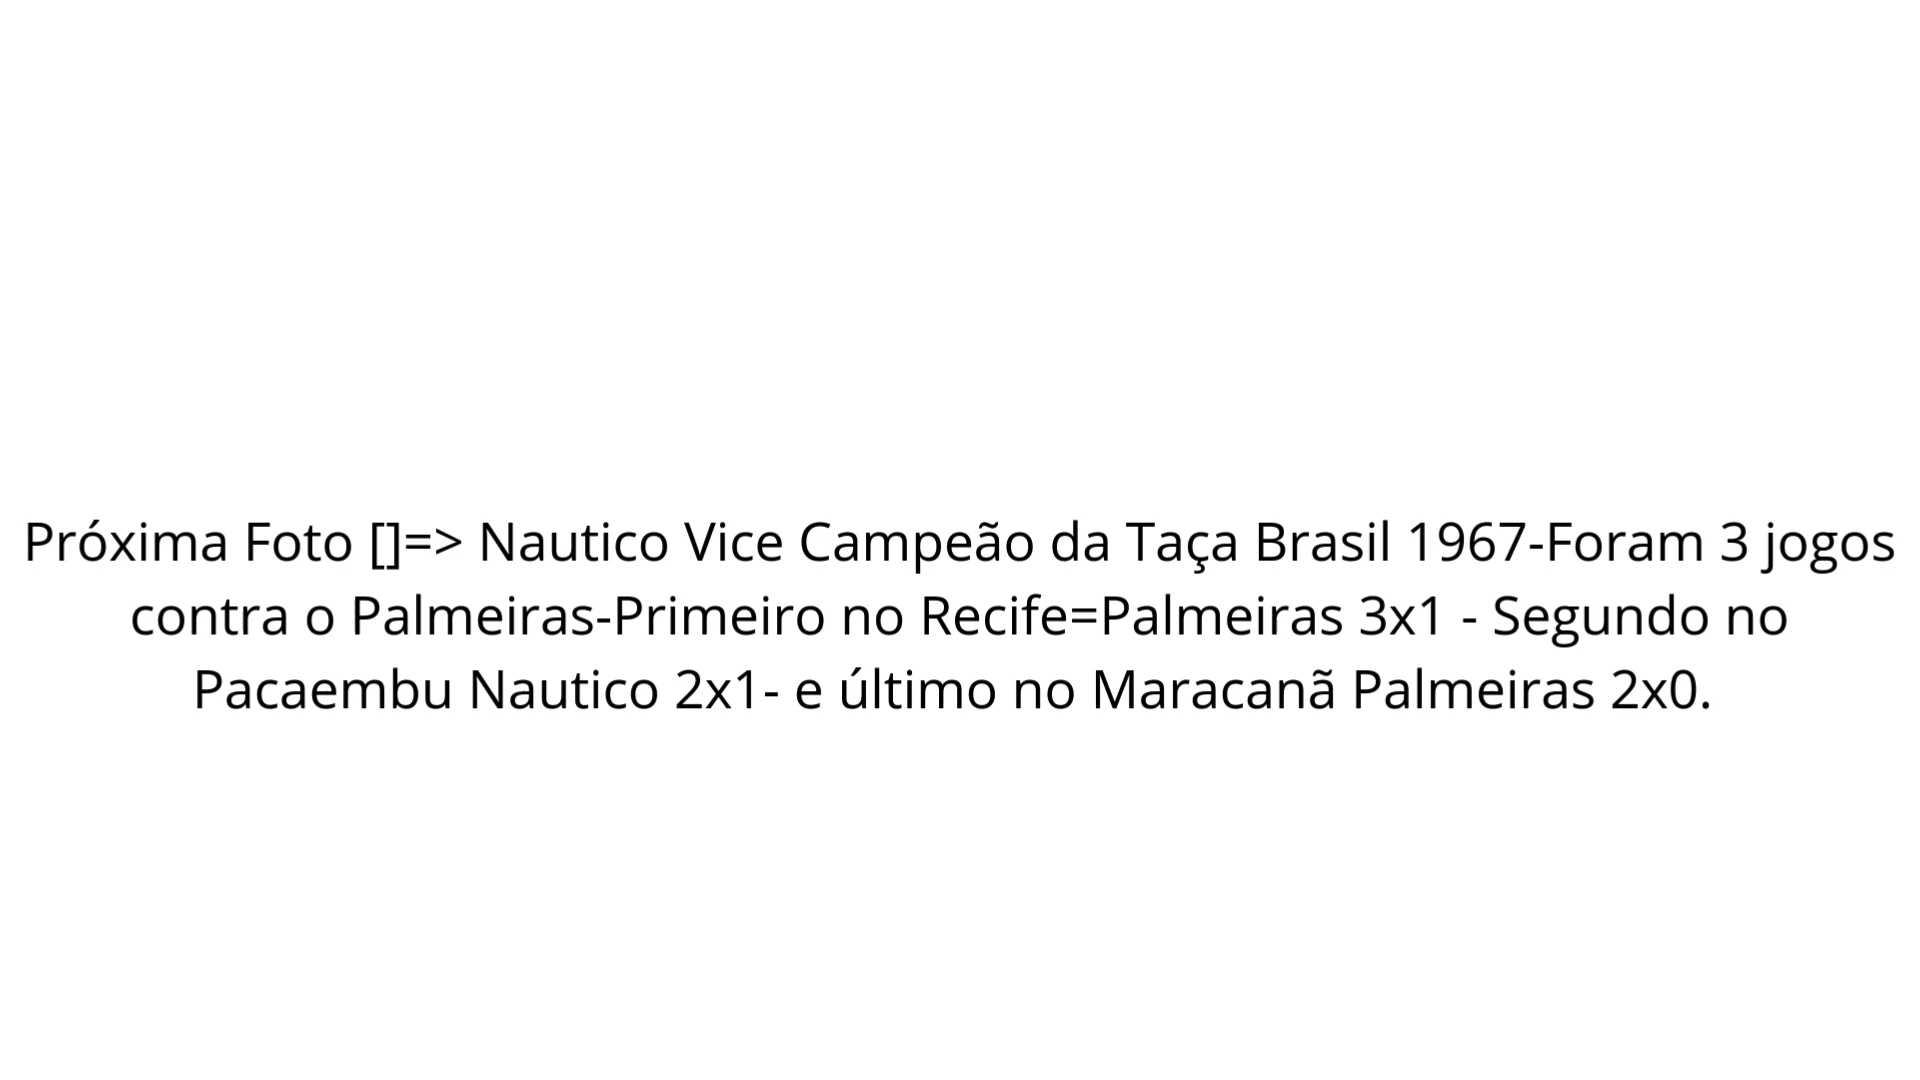 Próxima Foto []=> Nautico Vice Campeão da Taça Brasil 1967-Foram 3 jogos
contra o Palmeiras-Primeiro no Recife=Palmeiras 3x1 - Segundo no
Pacaembu Nautico 2x1- e último no Maracanã Palmeiras 2x0.